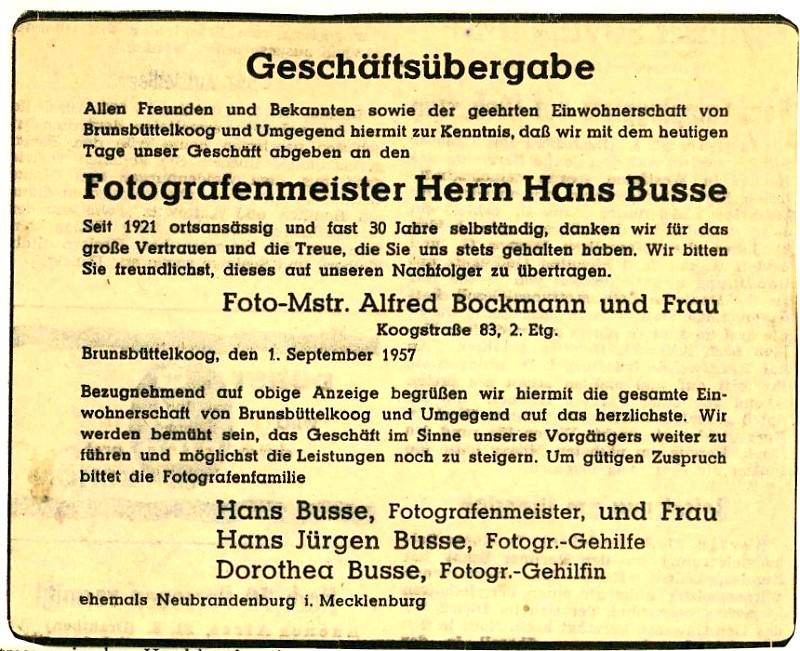 Geschäftsübergabe
Allen Freunden und Bekannten sowie der geehrten Einwohnerschaft von
Brunsbüttelkoog und Umgegend hiermit zur Kenntnis, daß wir mit dem heutigen
Tage unser Geschäft abgeben an den
Fotografenmeister Herrn Hans Busse
Seit 1921 ortsansässig und fast 30 Jahre selbständig, danken wir für das
große Vertrauen und die Treue, die Sie uns stets gehalten haben. Wir bitten
Sie freundlichst, dieses auf unseren Nachfolger zu übertragen.
Foto-Mstr. Alfred Bockmann und Frau
Koogstraße 83, 2. Etg.
Brunsbüttelkoog, den 1. September 1957
Bezugnehmend auf obige Anzeige begrüßen wir hiermit die gesamte Ein-
wohnerschaft von Brunsbüttelkoog und Umgegend auf das herzlichste. Wir
werden bemüht sein, das Geschäft im Sinne unseres Vorgängers weiter zu
führen und möglichst die Leistungen noch zu steigern. Um gütigen Zuspruch
bittet die Fotografenfamilie
Hans Busse, Fotografenmeister, und Frau
Hans Jürgen Busse, Fotogr.-Gehilfe
Dorothea Busse, Fotogr.-Gehilfin
ehemals Neubrandenburg i. Mecklenburg